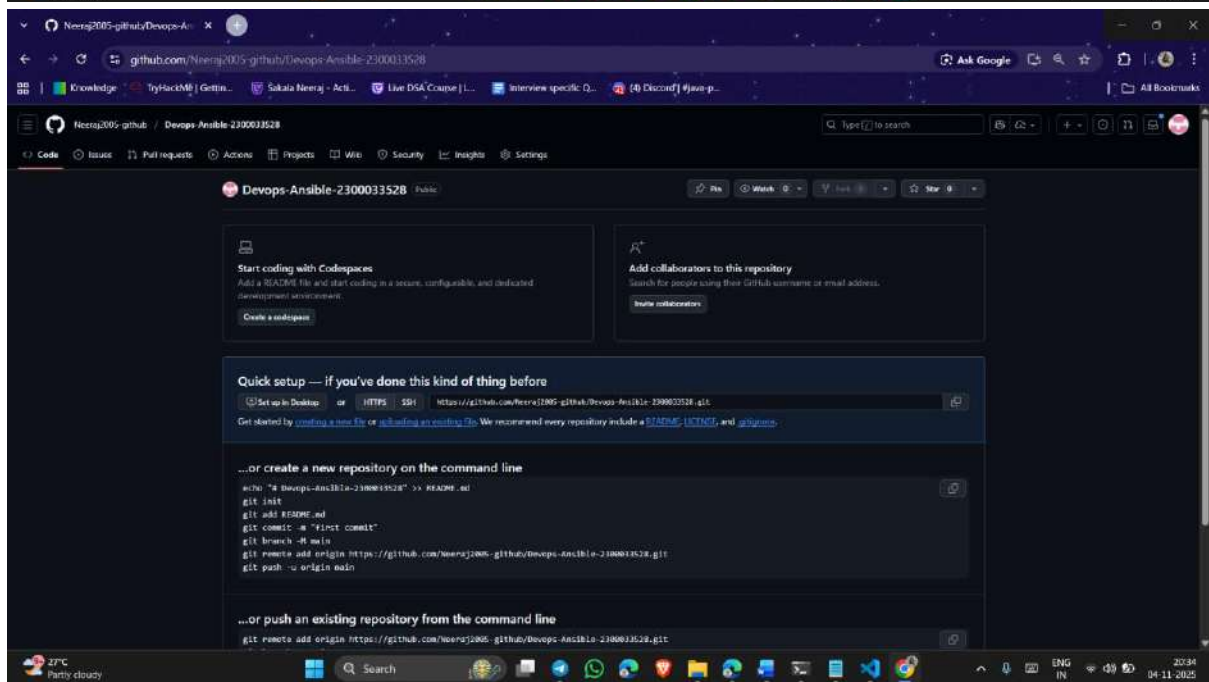 Neeraj2005-github/Devops-An
github.com/Neeraj2005-github/Devops-Ansible-2300033528
Ask Google
Knowledge
TryHackMe | Gettin...
Sakala Neeraj - Acti...
Live DSA Course | L...
Interview specific Q...
(4) Discord | #java-p...
All Bookmarks
Neeraj2005-github / Devops-Ansible-2300033528
Type / to search
Code
Issues
Pull requests
Actions
Projects
Wiki
Security
Insights
Settings
Devops-Ansible-2300033528 Public
Pin
Watch 0
Fork 0
Star 0
Start coding with Codespaces
Add a README file and start coding in a secure, configurable, and dedicated
development environment.
Create a codespace
Add collaborators to this repository
Search for people using their GitHub username or email address.
Invite collaborators
Quick setup — if you've done this kind of thing before
Set up in Desktop or HTTPS SSH https://github.com/Neeraj2005-github/Devops-Ansible-2300033528.git
Get started by creating a new file or uploading an existing file. We recommend every repository include a README, LICENSE, and .gitignore.
...or create a new repository on the command line
echo "# Devops-Ansible-2300033528" >> README.md
git init
git add README.md
git commit -m "first commit"
git branch -M main
git remote add origin https://github.com/Neeraj2005-github/Devops-Ansible-2300033528.git
git push -u origin main
...or push an existing repository from the command line
git remote add origin https://github.com/Neeraj2005-github/Devops-Ansible-2300033528.git
27°C
Partly cloudy
Search
ENG
IN
20:34
04-11-2025